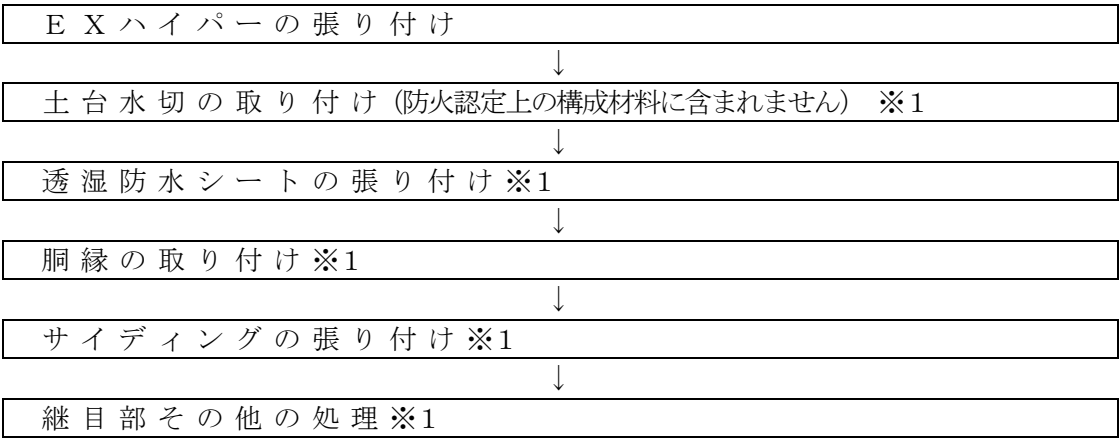 ＥＸハイパーの張り付け
↓
土台水切の取り付け(防火認定上の構成材料に含まれません) ※１
↓
透湿防水シートの張り付け※１
↓
胴縁の取り付け※１
↓
サイディングの張り付け※１
↓
継目部その他の処理※１